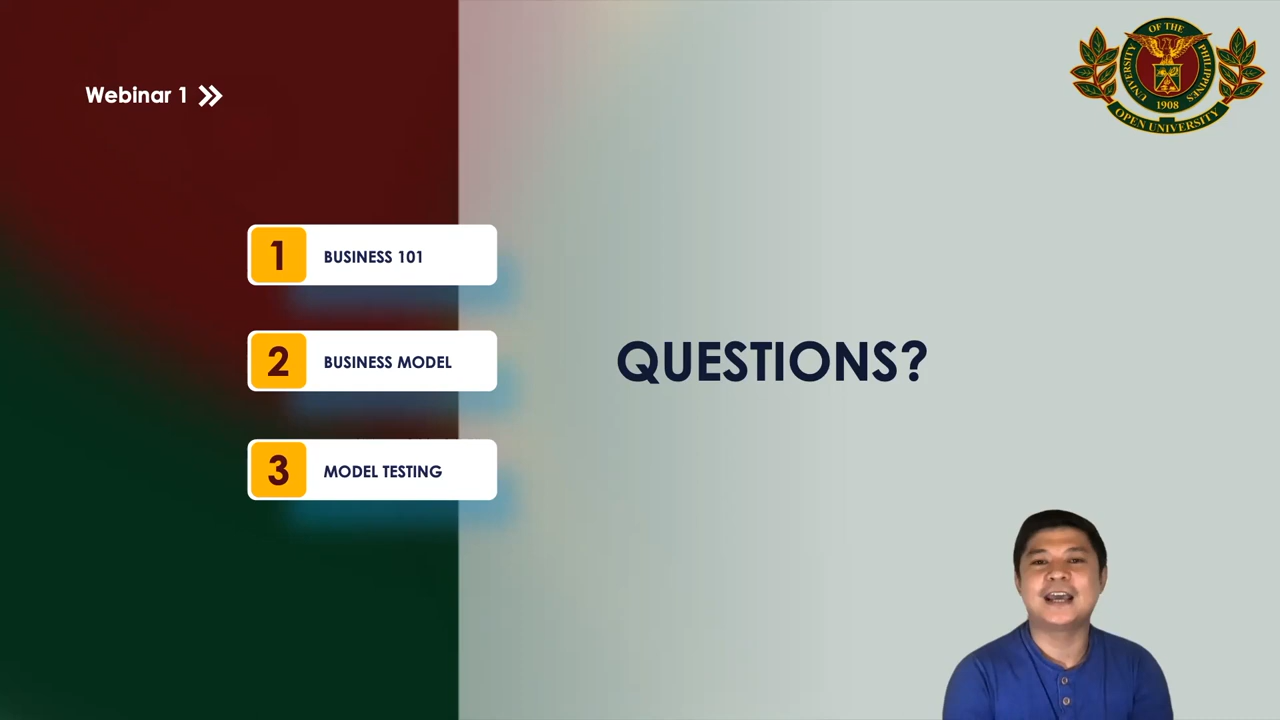 Webinar 1
UNIVERSITY OF THE PHILIPPINES
1908
OPEN UNIVERSITY
1 BUSINESS 101
2 BUSINESS MODEL
3 MODEL TESTING
QUESTIONS?